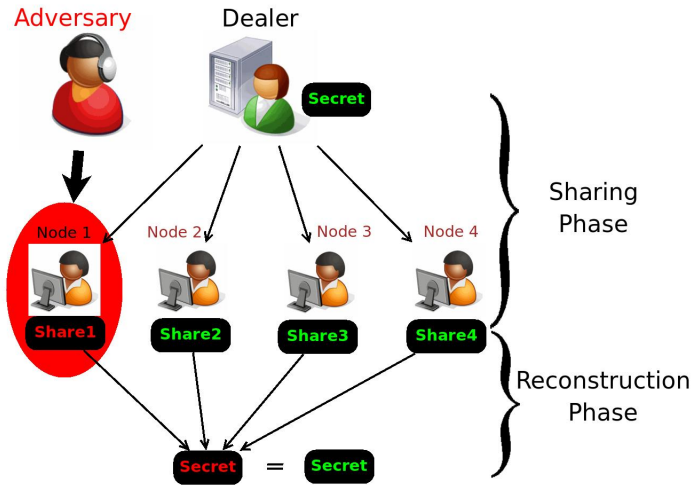 Adversary
Dealer
Secret
Sharing
Phase
Node 1
Node 2
Node 3
Node 4
Share1
Share2
Share3
Share4
Reconstruction
Phase
Secret = Secret